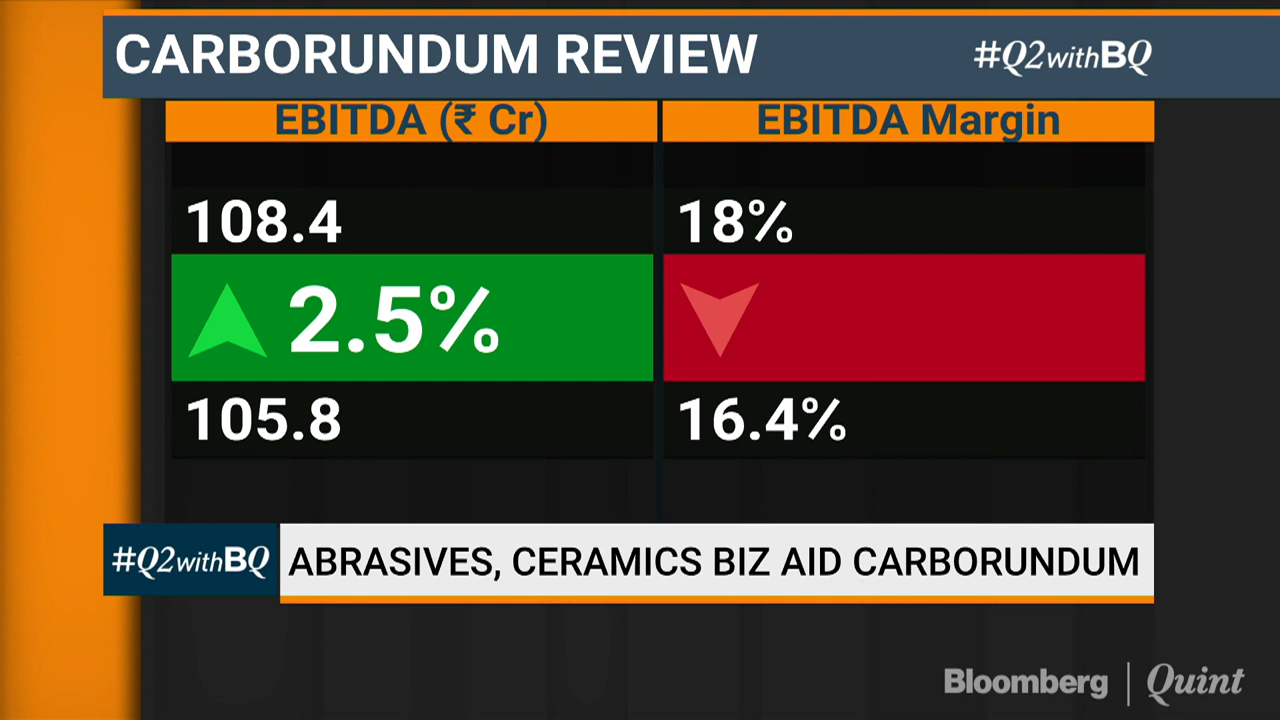 CARBORUNDUM REVIEW
#Q2withBQ
EBITDA (₹ Cr)
EBITDA Margin
108.4
18%
2.5%
105.8
16.4%
#Q2withBQ
ABRASIVES, CERAMICS BIZ AID CARBORUNDUM
Bloomberg | Quint